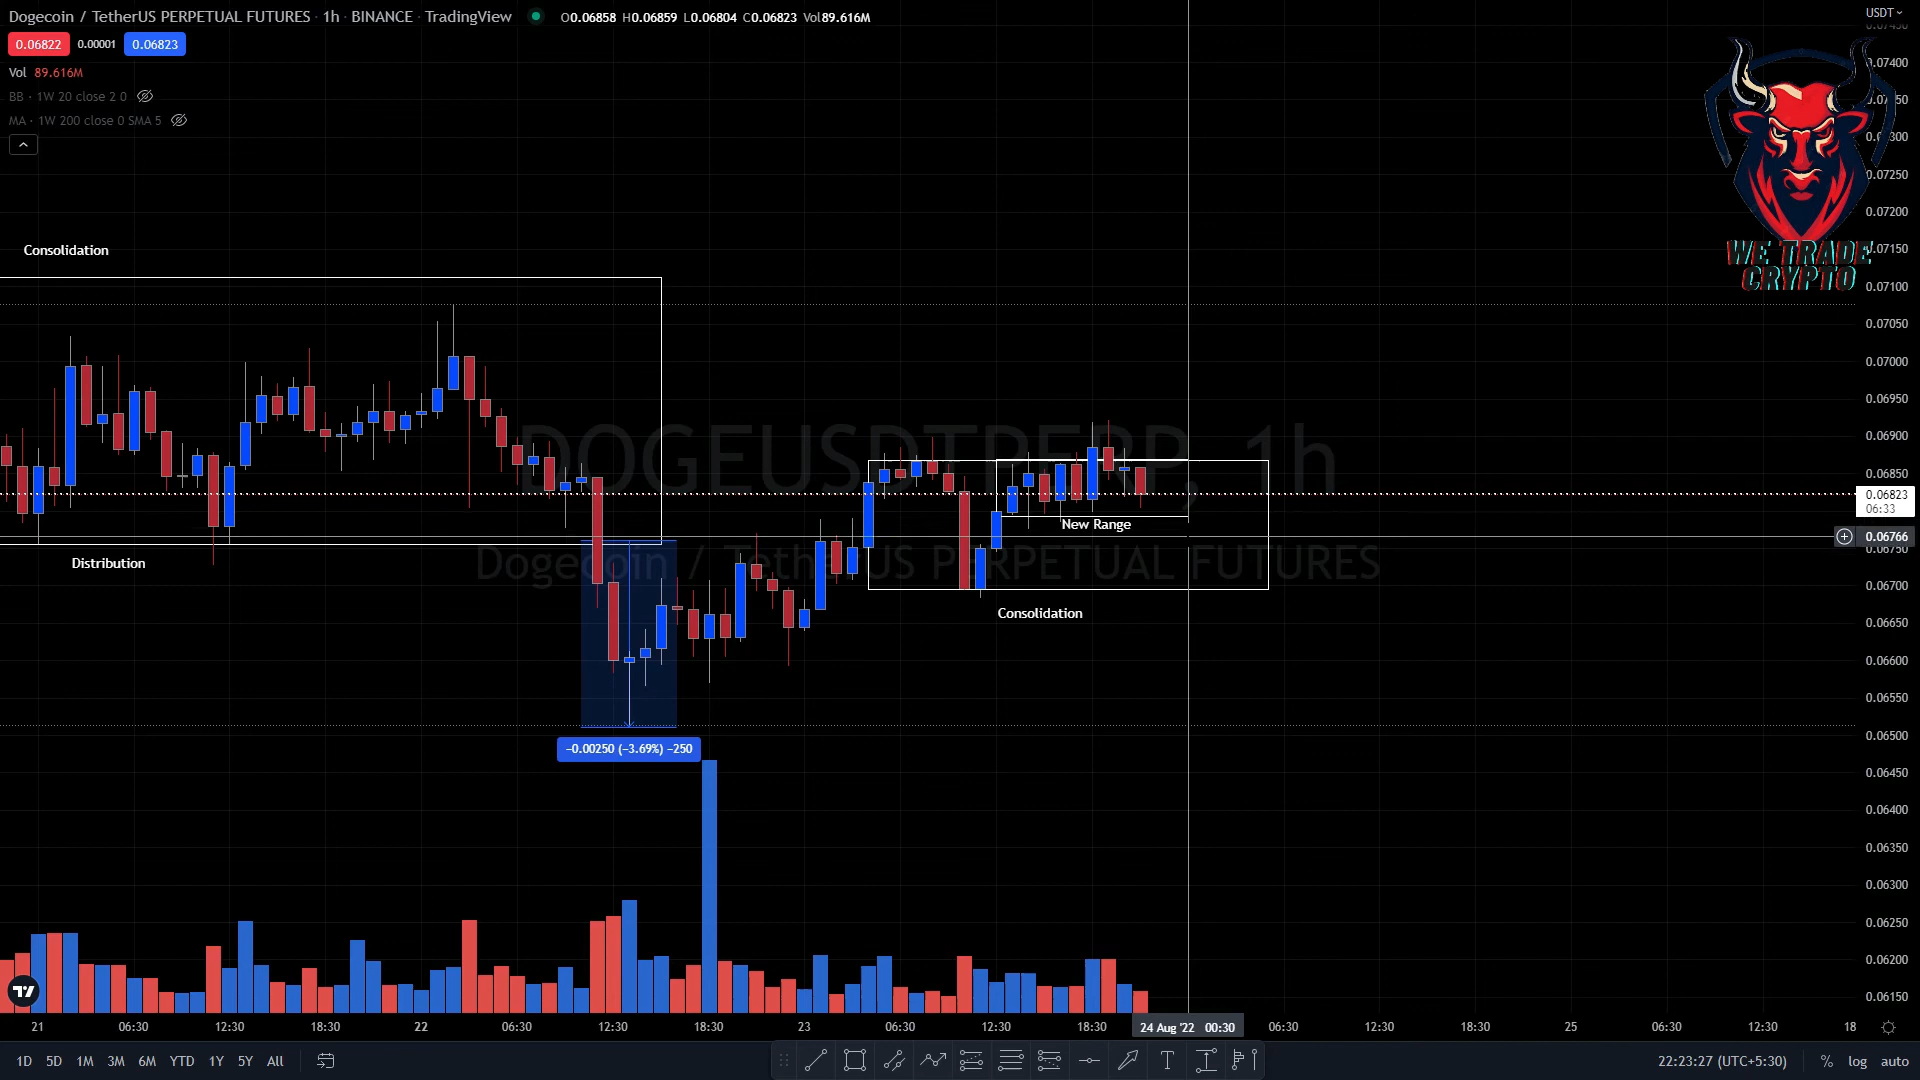 Dogecoin / TetherUS PERPETUAL FUTURES · 1h · BINANCE · TradingView O0.06858 H0.06859 L0.06804 C0.06823 Vol89.616M
0.06822 0.00001 0.06823
Vol 89.616M
BB · 1W 20 close 2 0
MA · 1W 200 close 0 SMA 5
USDT
0.07400
0.07300
0.07250
0.07200
0.07150
0.07100
0.07050
0.07000
0.06950
0.06900
0.06850
0.06823
06:33
0.06766
0.06750
0.06700
0.06650
0.06600
0.06550
0.06500
0.06450
0.06400
0.06350
0.06300
0.06250
0.06200
0.06150
WE TRADE
CRYPTO
Consolidation
Distribution
DOGEUSDTPERP, 1h
Dogecoin / TetherUS PERPETUAL FUTURES
New Range
Consolidation
−0.00250 (−3.69%) −250
21 06:30 12:30 18:30 22 06:30 12:30 18:30 23 06:30 12:30 18:30 24 Aug '22 00:30 06:30 12:30 18:30 25 06:30 12:30 18
1D 5D 1M 3M 6M YTD 1Y 5Y All
22:23:27 (UTC+5:30) % log auto